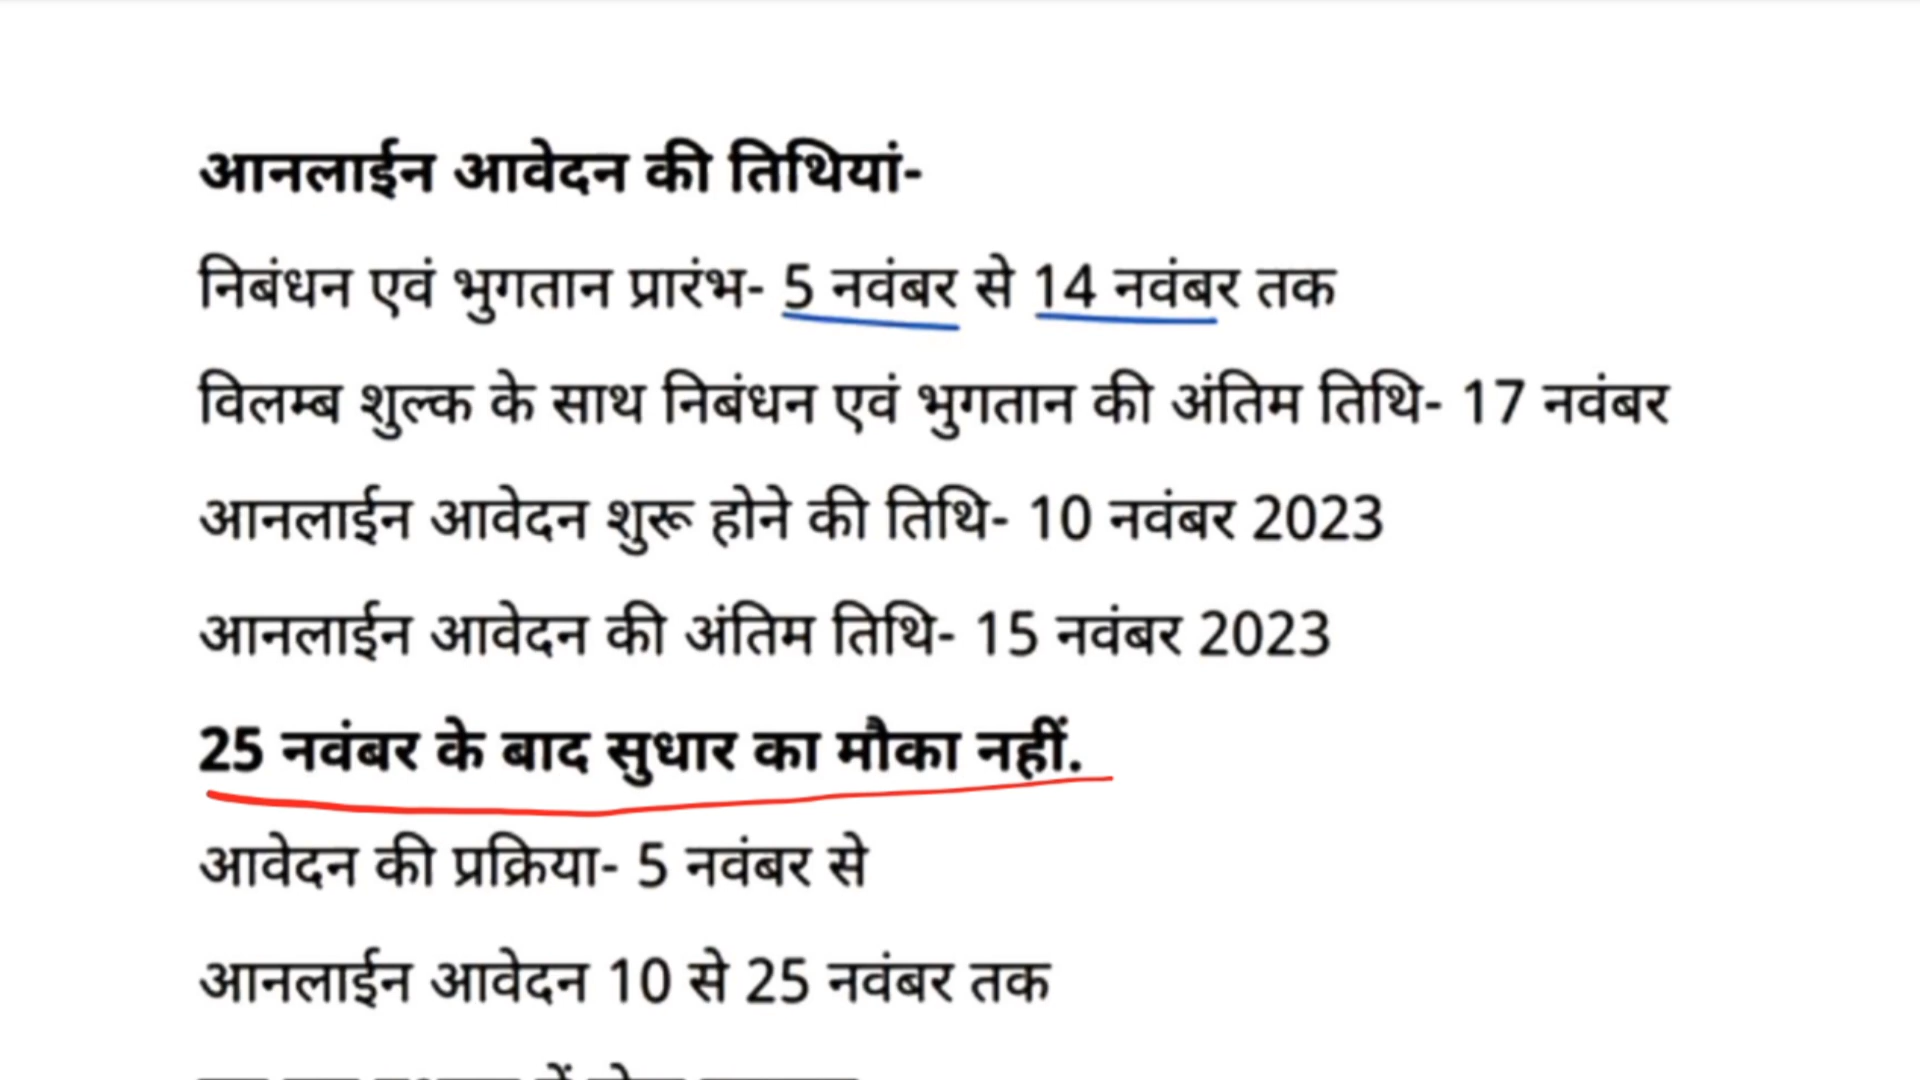 आनलाईन आवेदन की तिथियां-
निबंधन एवं भुगतान प्रारंभ- 5 नवंबर से 14 नवंबर तक
विलम्ब शुल्क के साथ निबंधन एवं भुगतान की अंतिम तिथि- 17 नवंबर
आनलाईन आवेदन शुरू होने की तिथि- 10 नवंबर 2023
आनलाईन आवेदन की अंतिम तिथि- 15 नवंबर 2023
25 नवंबर के बाद सुधार का मौका नहीं.
आवेदन की प्रक्रिया- 5 नवंबर से
आनलाईन आवेदन 10 से 25 नवंबर तक